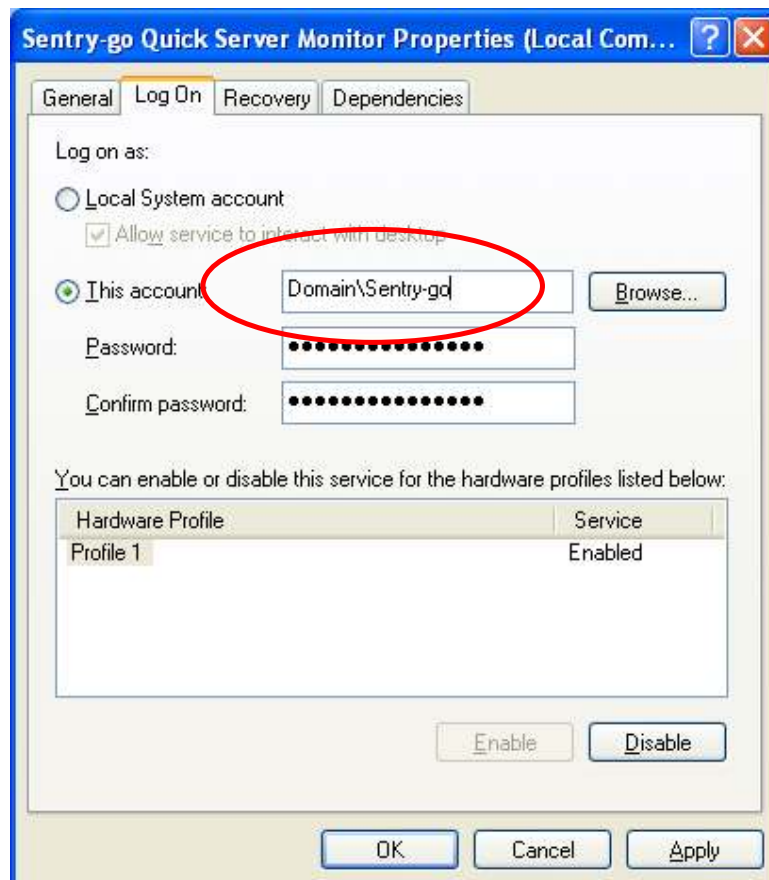 Sentry-go Quick Server Monitor Properties (Local Com...
General Log On Recovery Dependencies
Log on as:
Local System account
Allow service to interact with desktop
This account Domain\Sentry-go Browse...
Password: ●●●●●●●●●●●●●●●
Confirm password: ●●●●●●●●●●●●●●●
You can enable or disable this service for the hardware profiles listed below:
Hardware Profile Service
Profile 1 Enabled
Enable Disable
OK Cancel Apply